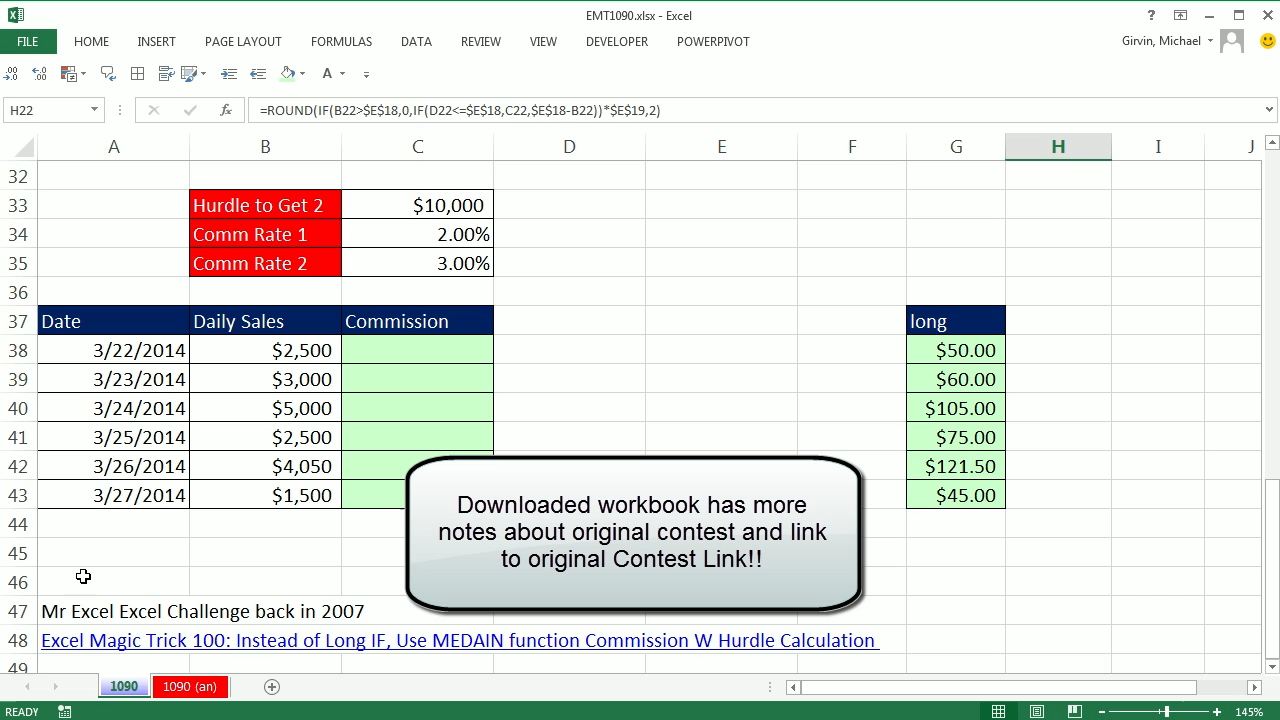 EMT1090.xlsx - Excel
FILE HOME INSERT PAGE LAYOUT FORMULAS DATA REVIEW VIEW DEVELOPER POWERPIVOT Girvin, Michael
H22 =ROUND(IF(B22>$E$18,0,IF(D22<=$E$18,C22,$E$18-B22))*$E$19,2)
A B C D E F G H I J
32
33 Hurdle to Get 2 $10,000
34 Comm Rate 1 2.00%
35 Comm Rate 2 3.00%
36
37 Date Daily Sales Commission long
38 3/22/2014 $2,500 $50.00
39 3/23/2014 $3,000 $60.00
40 3/24/2014 $5,000 $105.00
41 3/25/2014 $2,500 $75.00
42 3/26/2014 $4,050 $121.50
43 3/27/2014 $1,500 $45.00
Downloaded workbook has more
notes about original contest and link
to original Contest Link!!
44
45
46
47 Mr Excel Excel Challenge back in 2007
48 Excel Magic Trick 100: Instead of Long IF, Use MEDAIN function Commission W Hurdle Calculation
49
1090 1090 (an)
READY 145%